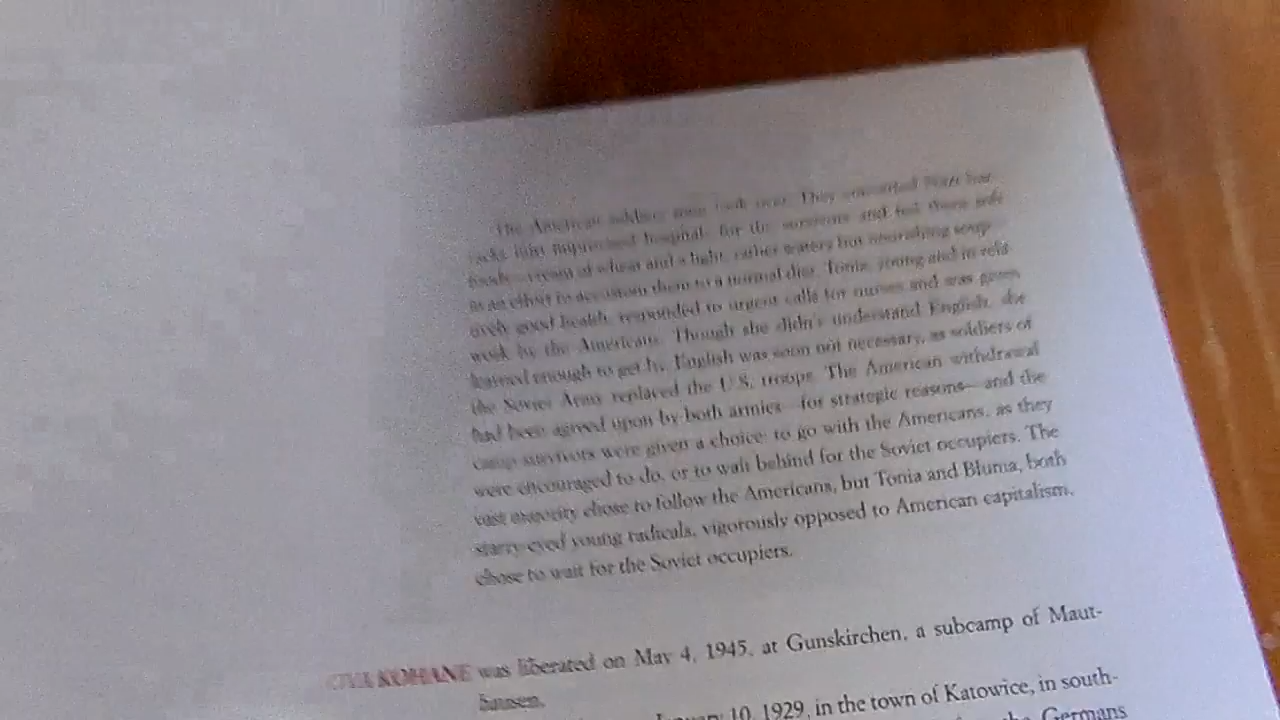 The American soldiers soon took over. They converted Nazi bar-
racks into improvised hospitals for the survivors and fed them soft
foods—cream of wheat and a light, rather watery but nourishing soup—
in an effort to accustom them to a normal diet. Tonia, young and in rela-
tively good health, responded to urgent calls for nurses and was given
work by the Americans. Though she didn't understand English, she
learned enough to get by. English was soon not necessary, as soldiers of
the Soviet Army replaced the U.S. troops. The American withdrawal
had been agreed upon by both armies—for strategic reasons—and the
camp survivors were given a choice: to go with the Americans, as they
were encouraged to do, or to wait behind for the Soviet occupiers. The
vast majority chose to follow the Americans, but Tonia and Bluma, both
starry-eyed young radicals, vigorously opposed to American capitalism,
chose to wait for the Soviet occupiers.
KOHANE was liberated on May 4, 1945, at Gunskirchen, a subcamp of Maut-
hausen.
10, 1929, in the town of Katowice, in south-
the Germans